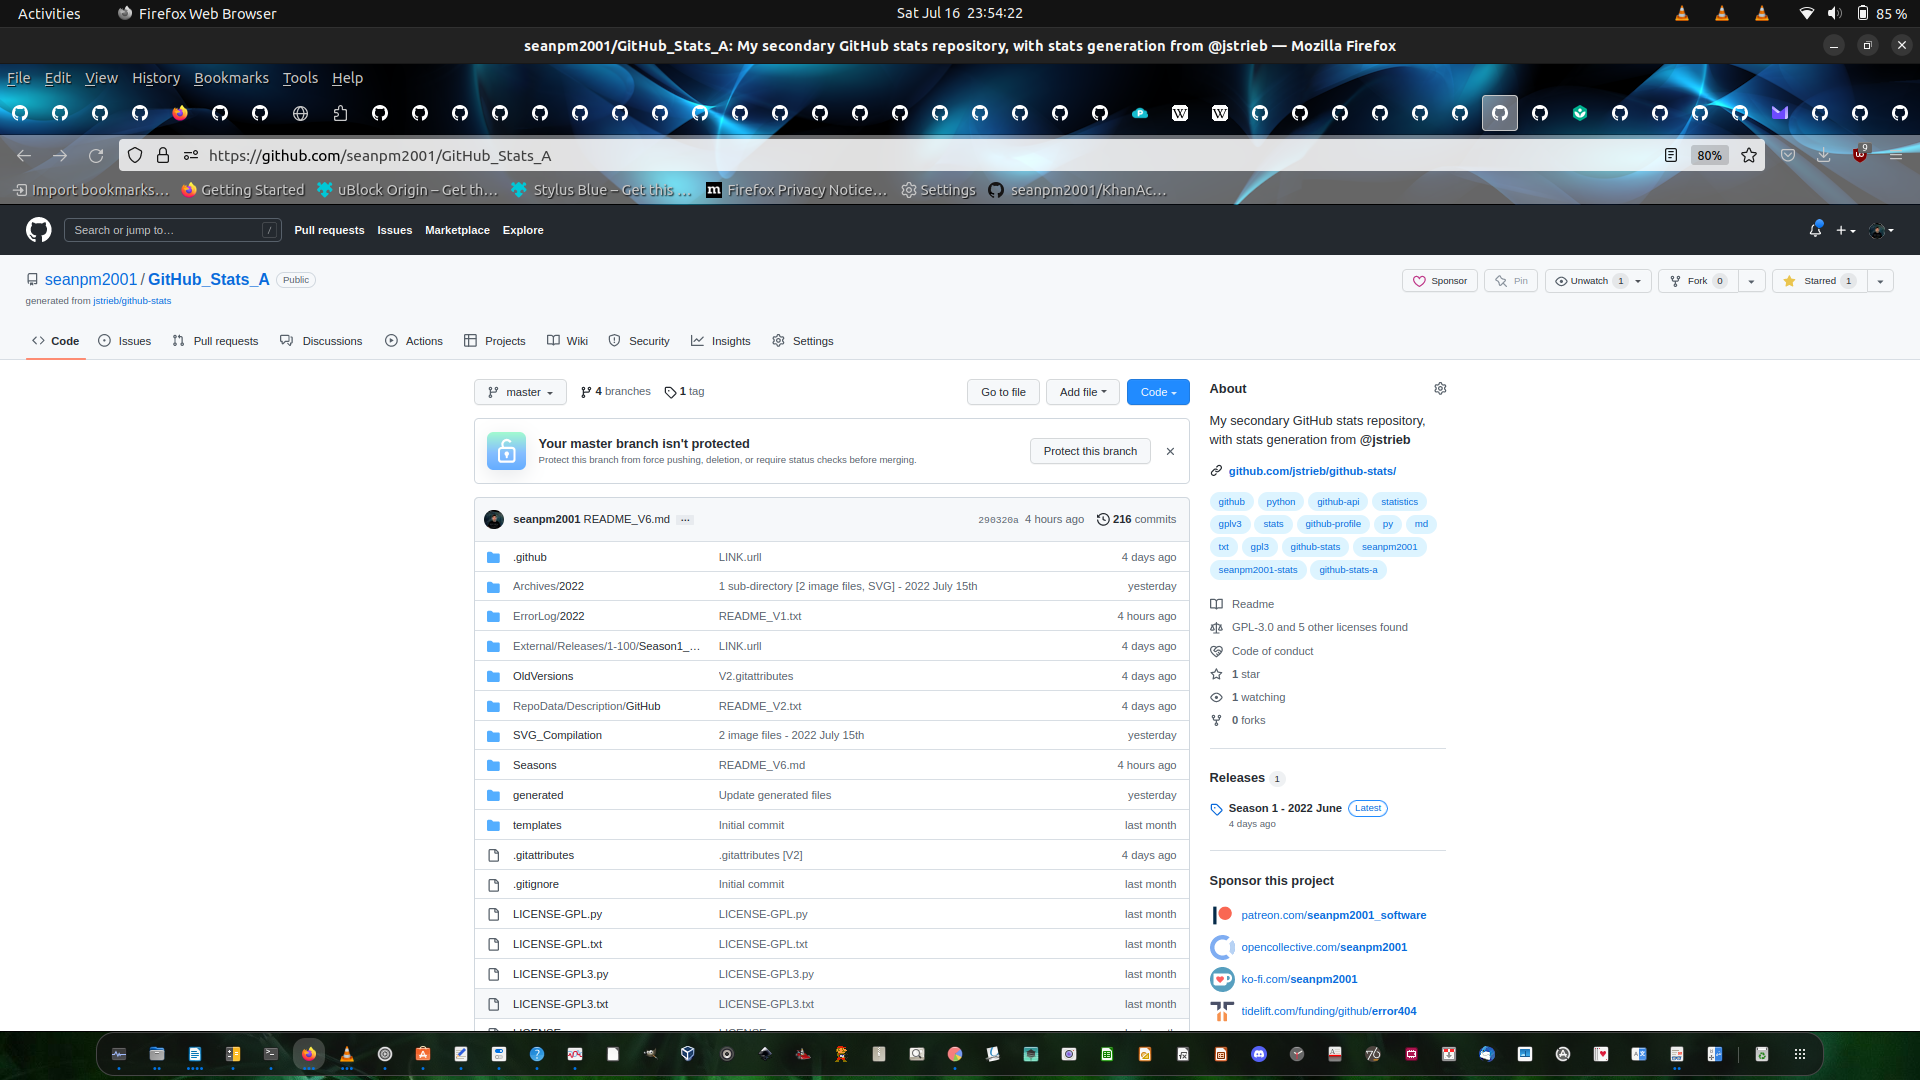 Activities
Firefox Web Browser
Sat Jul 16 23:54:22
85 %
seanpm2001/GitHub_Stats_A: My secondary GitHub stats repository, with stats generation from @jstrieb — Mozilla Firefox
File Edit View History Bookmarks Tools Help
https://github.com/seanpm2001/GitHub_Stats_A
80%
9
Import bookmarks...
Getting Started
uBlock Origin – Get th...
Stylus Blue – Get this ...
Firefox Privacy Notice...
Settings
seanpm2001/KhanAc...
Search or jump to...
/
Pull requests Issues Marketplace Explore
seanpm2001 / GitHub_Stats_A Public
generated from jstrieb/github-stats
Sponsor
Pin
Unwatch 1
Fork 0
Starred 1
Code
Issues
Pull requests
Discussions
Actions
Projects
Wiki
Security
Insights
Settings
master
4 branches
1 tag
Go to file
Add file
Code
Your master branch isn't protected
Protect this branch from force pushing, deletion, or require status checks before merging.
Protect this branch
seanpm2001 README_V6.md ...
290320a 4 hours ago 216 commits
.github LINK.urll 4 days ago
Archives/2022 1 sub-directory [2 image files, SVG] - 2022 July 15th yesterday
ErrorLog/2022 README_V1.txt 4 hours ago
External/Releases/1-100/Season1_... LINK.urll 4 days ago
OldVersions V2.gitattributes 4 days ago
RepoData/Description/GitHub README_V2.txt 4 days ago
SVG_Compilation 2 image files - 2022 July 15th yesterday
Seasons README_V6.md 4 hours ago
generated Update generated files yesterday
templates Initial commit last month
.gitattributes .gitattributes [V2] 4 days ago
.gitignore Initial commit last month
LICENSE-GPL.py LICENSE-GPL.py last month
LICENSE-GPL.txt LICENSE-GPL.txt last month
LICENSE-GPL3.py LICENSE-GPL3.py last month
LICENSE-GPL3.txt LICENSE-GPL3.txt last month
About
My secondary GitHub stats repository,
with stats generation from @jstrieb
github.com/jstrieb/github-stats/
github python github-api statistics
gplv3 stats github-profile py md
txt gpl3 github-stats seanpm2001
seanpm2001-stats github-stats-a
Readme
GPL-3.0 and 5 other licenses found
Code of conduct
1 star
1 watching
0 forks
Releases 1
Season 1 - 2022 June Latest
4 days ago
Sponsor this project
patreon.com/seanpm2001_software
opencollective.com/seanpm2001
ko-fi.com/seanpm2001
tidelift.com/funding/github/error404